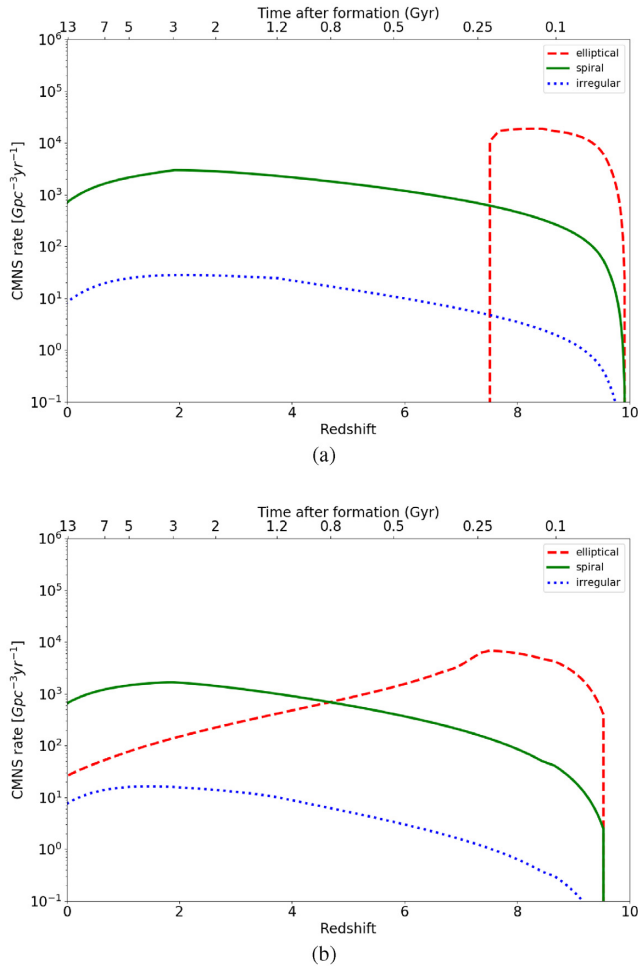 Time after formation (Gyr)
13 7 5 3 2 1.2 0.8 0.5 0.25 0.1
10^6
10^5
10^4
10^3
10^2
10^1
10^0
10^-1
CMNS rate [Gpc^-3yr^-1]
elliptical
spiral
irregular
0 2 4 6 8 10
Redshift
(a)
Time after formation (Gyr)
13 7 5 3 2 1.2 0.8 0.5 0.25 0.1
10^6
10^5
10^4
10^3
10^2
10^1
10^0
10^-1
CMNS rate [Gpc^-3yr^-1]
elliptical
spiral
irregular
0 2 4 6 8 10
Redshift
(b)